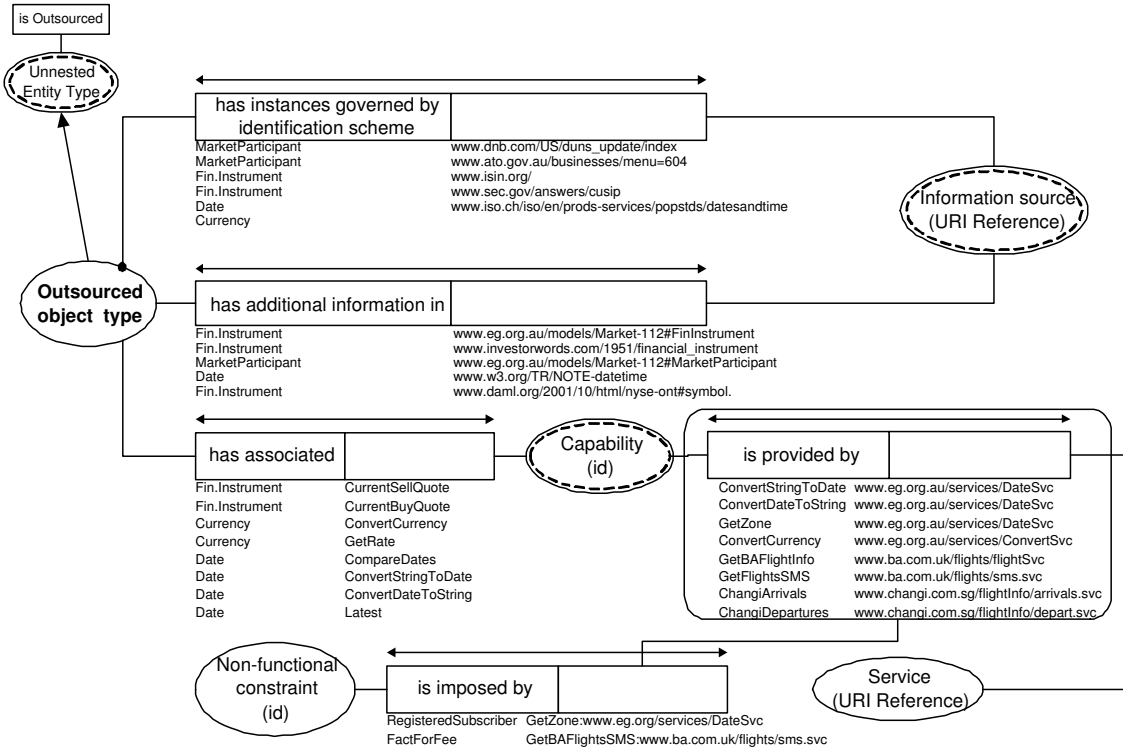 is Outsourced
Unnested
Entity Type
has instances governed by
identification scheme
MarketParticipant www.dnb.com/US/duns_update/index
MarketParticipant www.ato.gov.au/businesses/menu=604
Fin.Instrument www.isin.org/
Fin.Instrument www.sec.gov/answers/cusip
Date www.iso.ch/iso/en/prods-services/popstds/datesandtime
Currency
Information source
(URI Reference)
Outsourced
object type
has additional information in
Fin.Instrument www.eg.org.au/models/Market-112#FinInstrument
Fin.Instrument www.investorwords.com/1951/financial_instrument
MarketParticipant www.eg.org.au/models/Market-112#MarketParticipant
Date www.w3.org/TR/NOTE-datetime
Fin.Instrument www.daml.org/2001/10/html/nyse-ont#symbol.
has associated
Fin.Instrument CurrentSellQuote
Fin.Instrument CurrentBuyQuote
Currency ConvertCurrency
Currency GetRate
Date CompareDates
Date ConvertStringToDate
Date ConvertDateToString
Date Latest
Capability
(id)
is provided by
ConvertStringToDate www.eg.org.au/services/DateSvc
ConvertDateToString www.eg.org.au/services/DateSvc
GetZone www.eg.org.au/services/DateSvc
ConvertCurrency www.eg.org.au/services/ConvertSvc
GetBAFlightInfo www.ba.com.uk/flights/flightSvc
GetFlightsSMS www.ba.com.uk/flights/sms.svc
ChangiArrivals www.changi.com.sg/flightInfo/arrivals.svc
ChangiDepartures www.changi.com.sg/flightInfo/depart.svc
Non-functional
constraint
(id)
is imposed by
RegisteredSubscriber GetZone:www.eg.org/services/DateSvc
FactForFee GetBAFlightsSMS:www.ba.com.uk/flights/sms.svc
Service
(URI Reference)